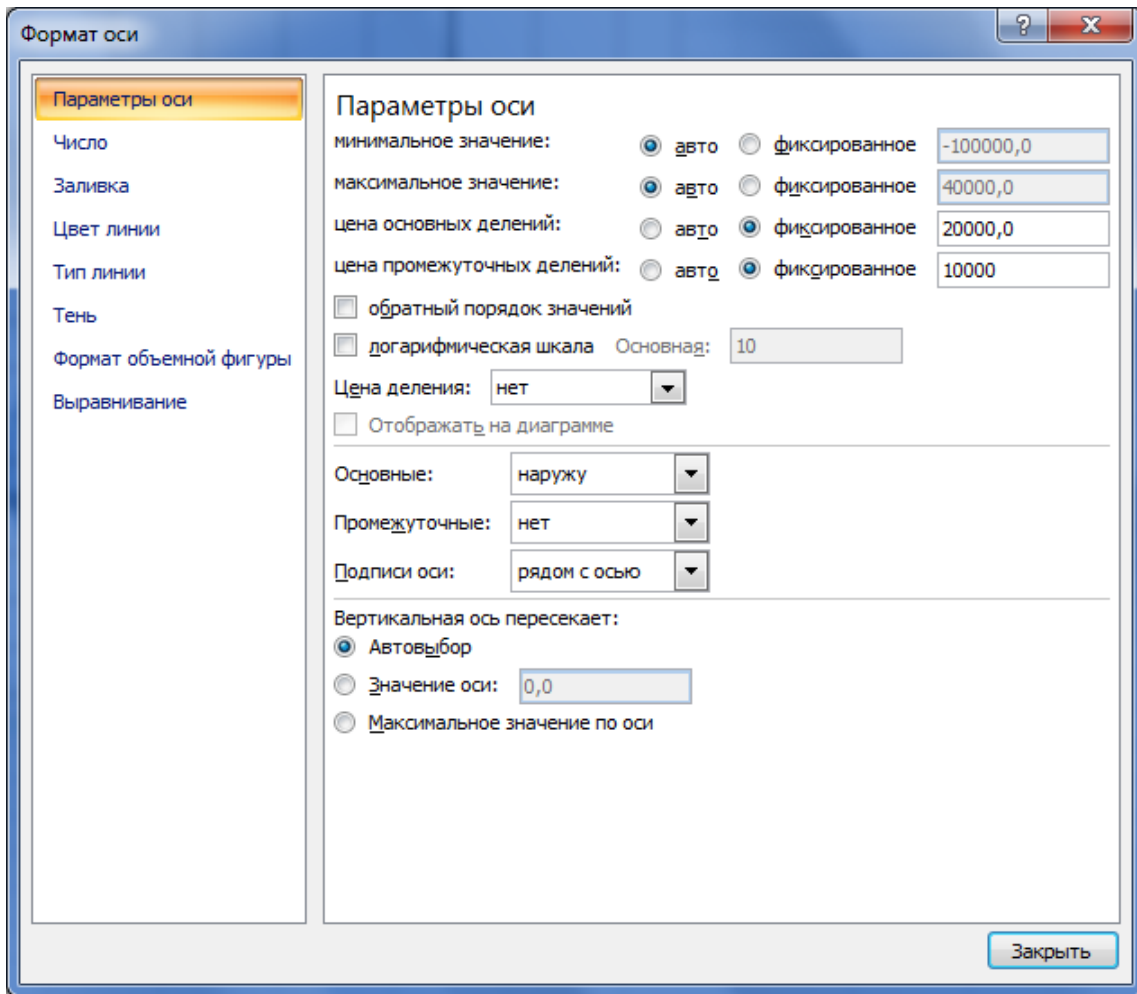 Формат оси
?
X
Параметры оси
Число
Заливка
Цвет линии
Тип линии
Тень
Формат объемной фигуры
Выравнивание
Параметры оси
минимальное значение: авто фиксированное -100000,0
максимальное значение: авто фиксированное 40000,0
цена основных делений: авто фиксированное 20000,0
цена промежуточных делений: авто фиксированное 10000
обратный порядок значений
логарифмическая шкала Основная: 10
Цена деления: нет
Отображать на диаграмме
Основные: наружу
Промежуточные: нет
Подписи оси: рядом с осью
Вертикальная ось пересекает:
Автовыбор
Значение оси: 0,0
Максимальное значение по оси
Закрыть